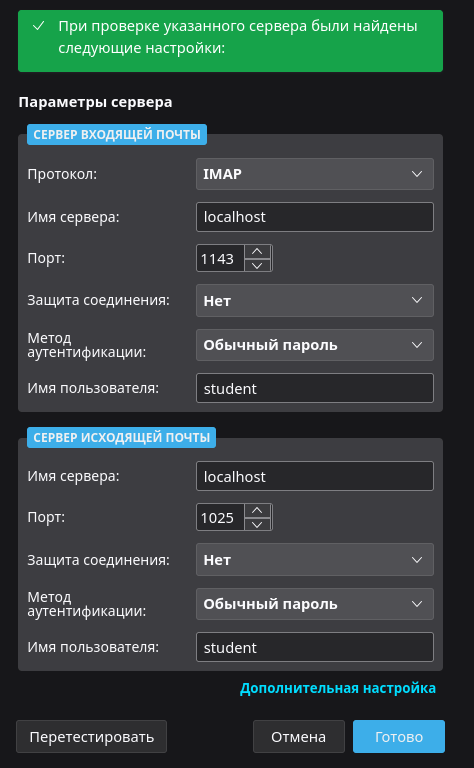 При проверке указанного сервера были найдены
следующие настройки:
Параметры сервера
СЕРВЕР ВХОДЯЩЕЙ ПОЧТЫ
Протокол: IMAP
Имя сервера: localhost
Порт: 1143
Защита соединения: Нет
Метод
аутентификации: Обычный пароль
Имя пользователя: student
СЕРВЕР ИСХОДЯЩЕЙ ПОЧТЫ
Имя сервера: localhost
Порт: 1025
Защита соединения: Нет
Метод
аутентификации: Обычный пароль
Имя пользователя: student
Дополнительная настройка
Перетестировать Отмена Готово